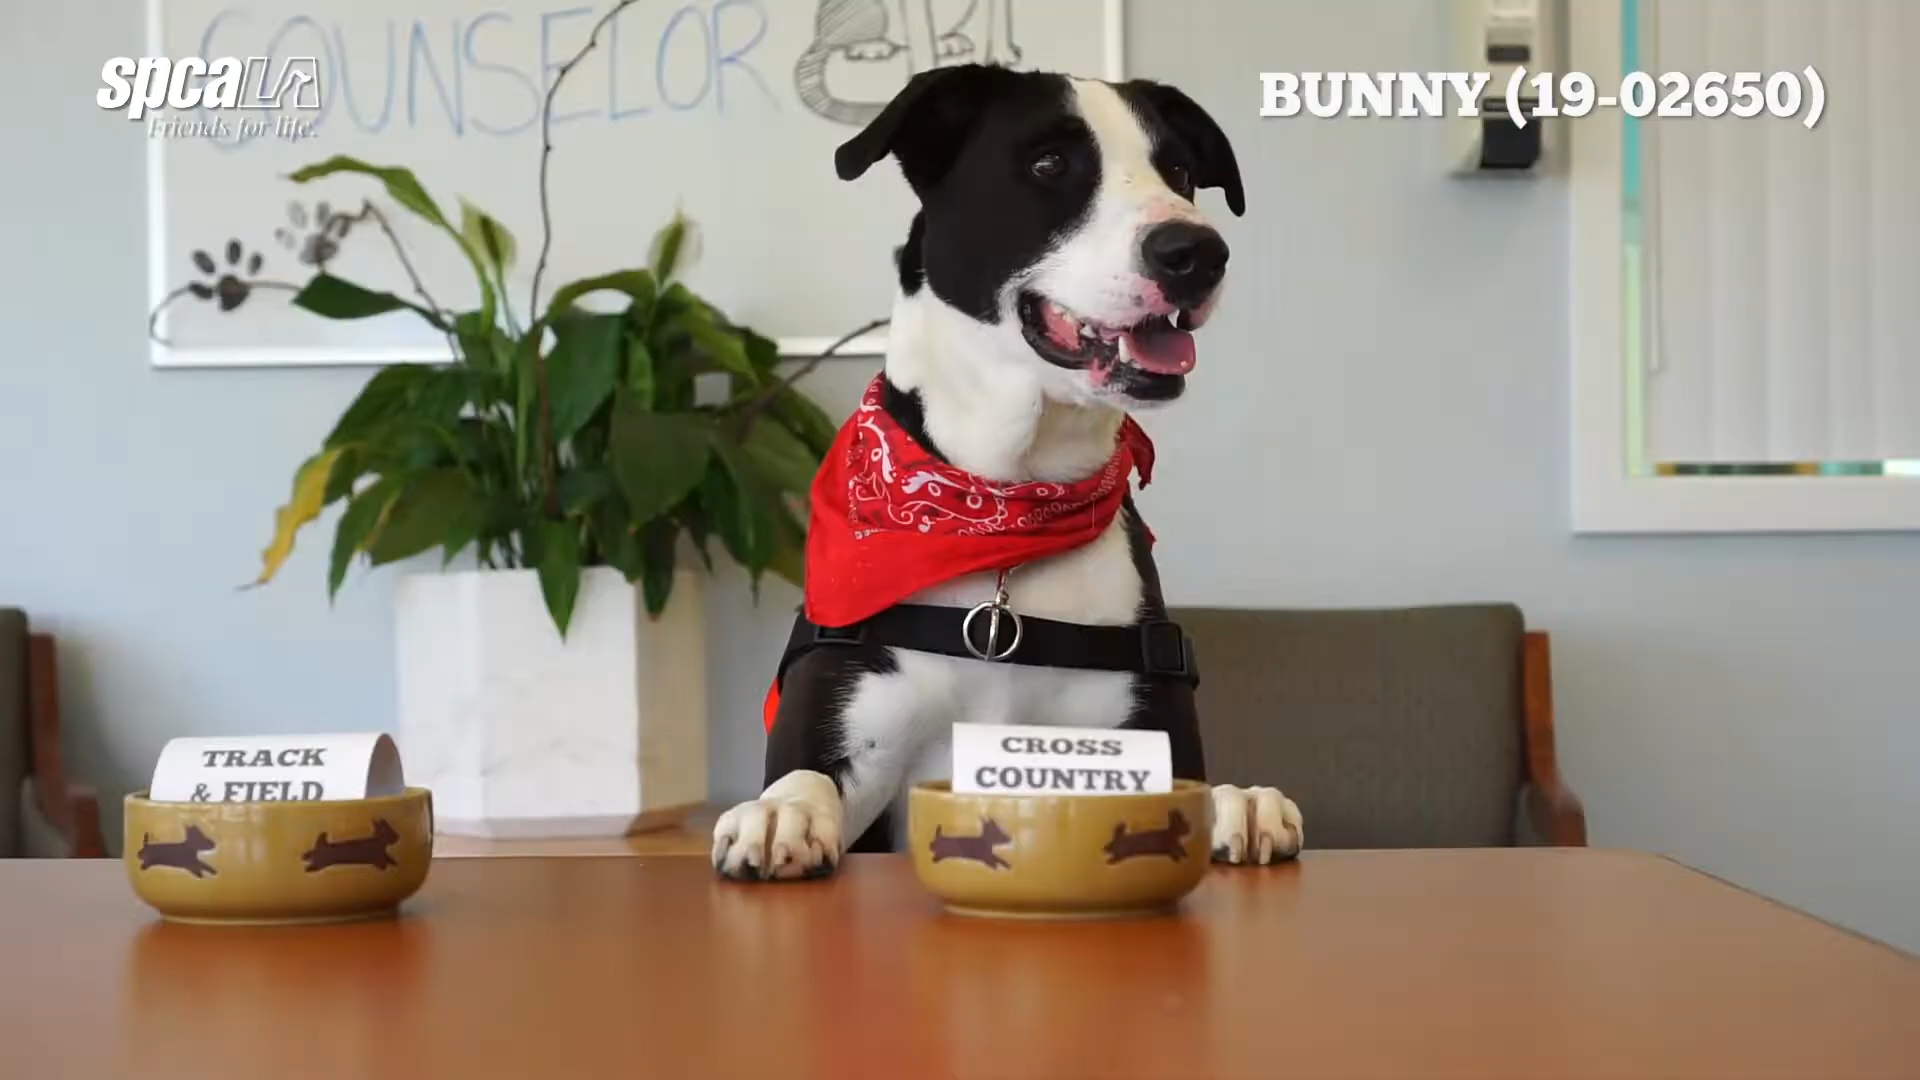 COUNSELOR
spcaLA
Friends for life.
BUNNY (19-02650)
TRACK
& FIELD
CROSS
COUNTRY